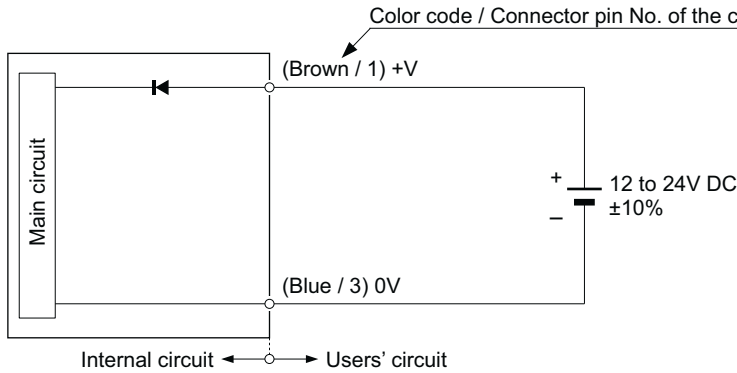 Color code / Connector pin No. of the c
(Brown / 1) +V
Main circuit
+
12 to 24V DC
±10%
−
(Blue / 3) 0V
Internal circuit
Users’ circuit